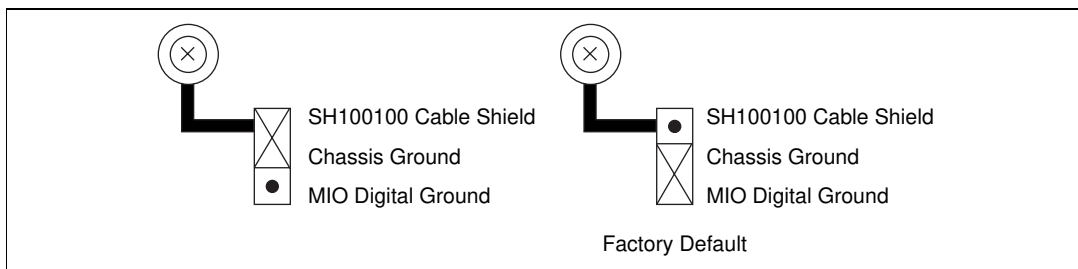 SH100100 Cable Shield
Chassis Ground
MIO Digital Ground
SH100100 Cable Shield
Chassis Ground
MIO Digital Ground
Factory Default